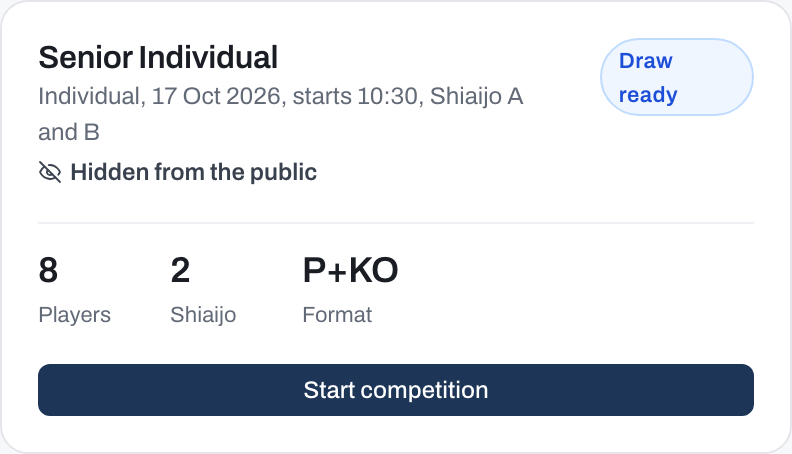 Senior Individual
Draw
ready
Individual, 17 Oct 2026, starts 10:30, Shiaijo A
and B
Hidden from the public
8
Players
2
Shiaijo
P+KO
Format
Start competition